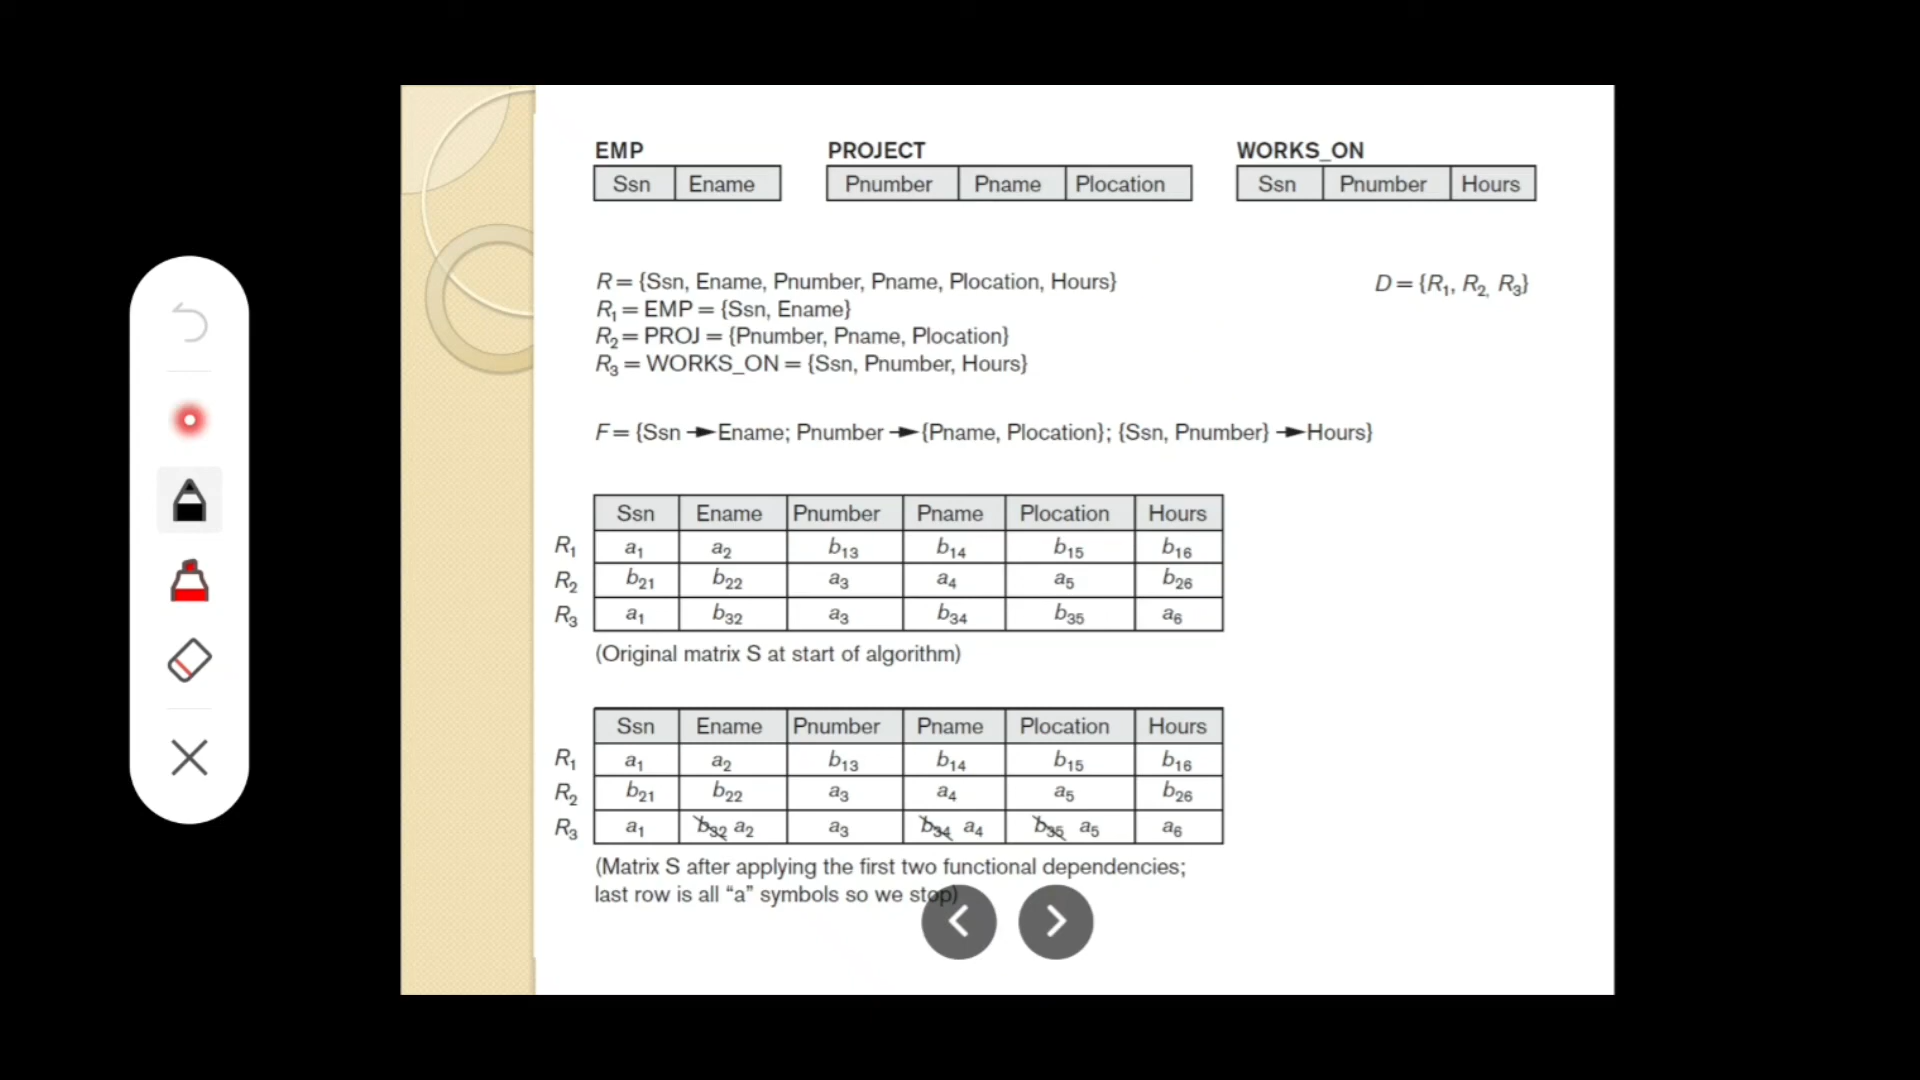 EMP PROJECT WORKS_ON
Ssn Ename Pnumber Pname Plocation Ssn Pnumber Hours
R = {Ssn, Ename, Pnumber, Pname, Plocation, Hours} D = {R1, R2, R3}
R1 = EMP = {Ssn, Ename}
R2 = PROJ = {Pnumber, Pname, Plocation}
R3 = WORKS_ON = {Ssn, Pnumber, Hours}
F = {Ssn → Ename; Pnumber → {Pname, Plocation}; {Ssn, Pnumber} → Hours}
Ssn Ename Pnumber Pname Plocation Hours
R1 a1 a2 b13 b14 b15 b16
R2 b21 b22 a3 a4 a5 b26
R3 a1 b32 a3 b34 b35 a6
(Original matrix S at start of algorithm)
Ssn Ename Pnumber Pname Plocation Hours
R1 a1 a2 b13 b14 b15 b16
R2 b21 b22 a3 a4 a5 b26
R3 a1 b32 a2 a3 b34 a4 b35 a5 a6
(Matrix S after applying the first two functional dependencies;
last row is all “a” symbols so we stop)